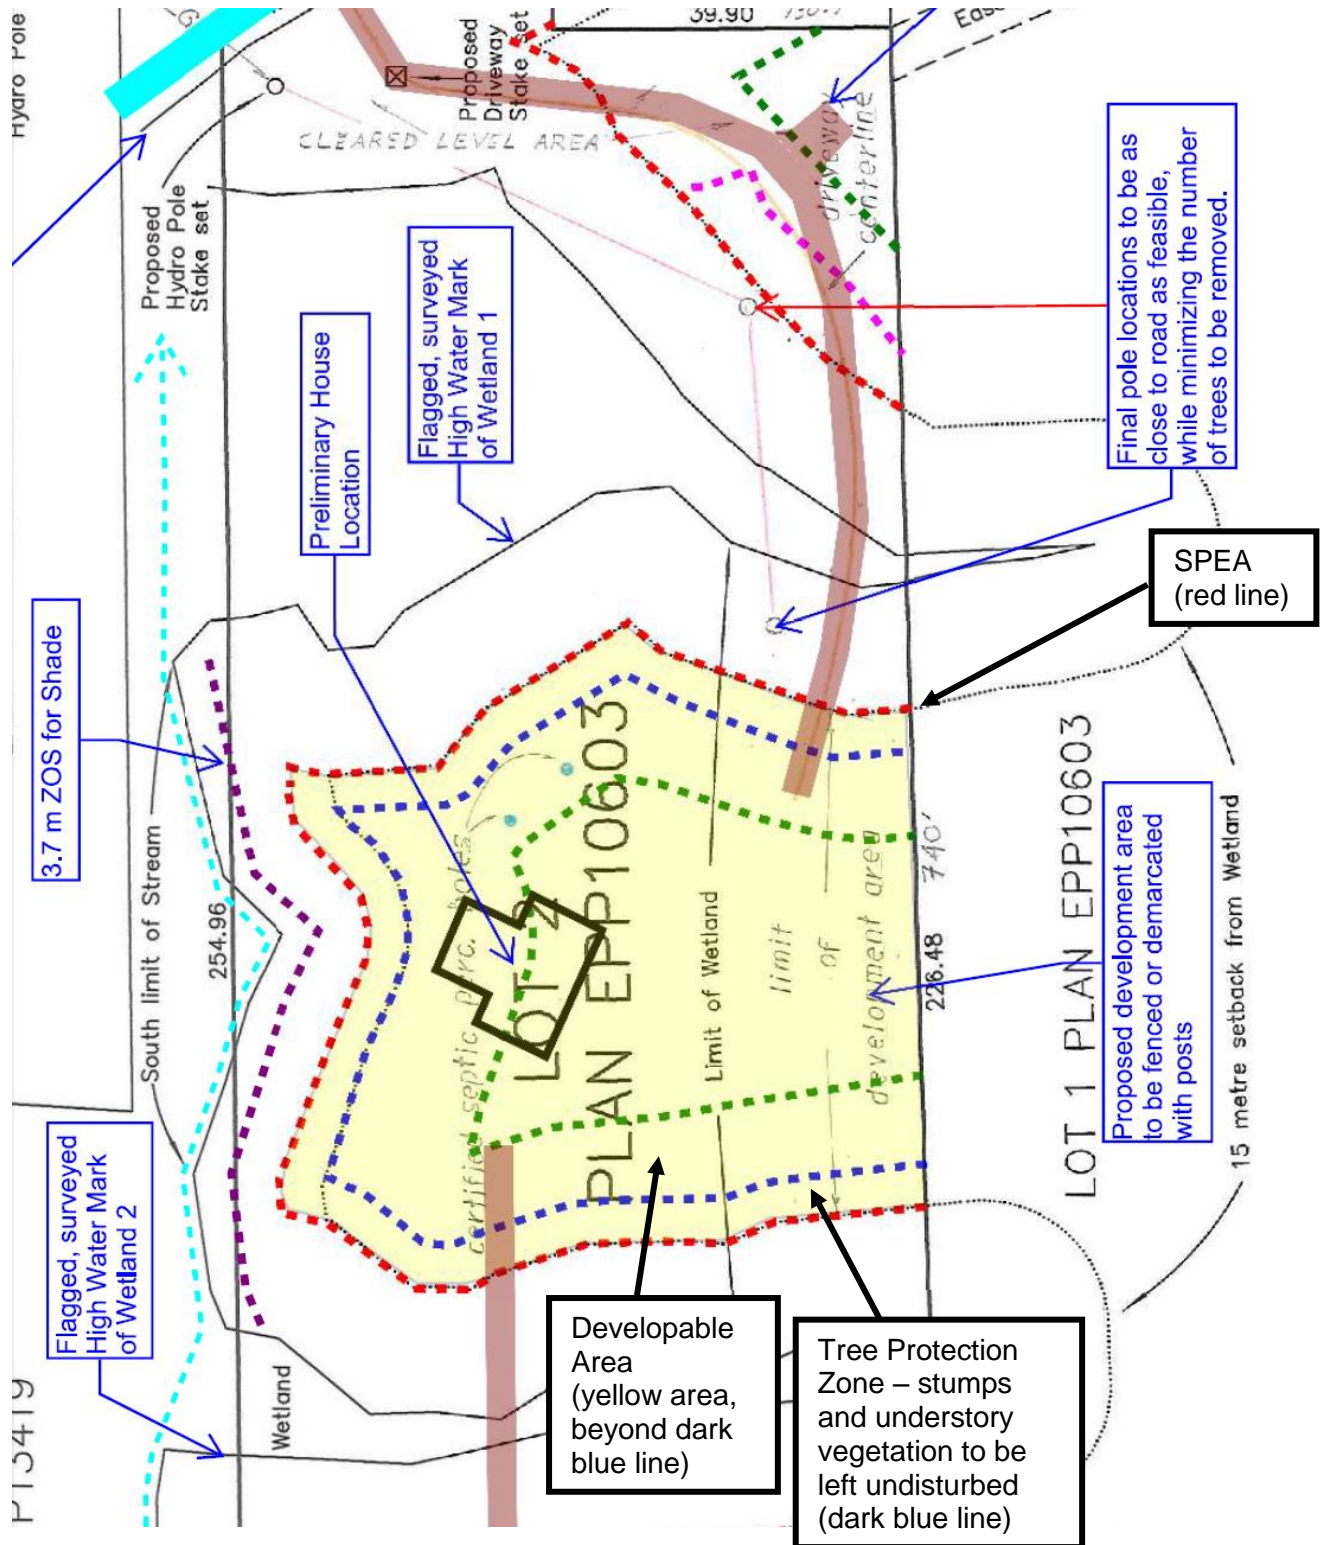 Hydro Pole
G
39.90
Proposed
Driveway
Stake set
CLEARED LEVEL AREA
driveway
centerline
Proposed
Hydro Pole
Stake set
Final pole locations to be as
close to road as feasible,
while minimizing the number
of trees to be removed.
Flagged, surveyed
High Water Mark
of Wetland 1
Preliminary House
Location
SPEA
(red line)
3.7 m ZOS for Shade
South limit of Stream
254.96
certified septic perc. holes
LOT 2
PLAN EPP10603
Limit of Wetland
limit
of
development area
740'
226.48
Proposed development area
to be fenced or demarcated
with posts
LOT 1 PLAN EPP10603
15 metre setback from Wetland
Flagged, surveyed
High Water Mark
of Wetland 2
Wetland
Developable
Area
(yellow area,
beyond dark
blue line)
Tree Protection
Zone – stumps
and understory
vegetation to be
left undisturbed
(dark blue line)